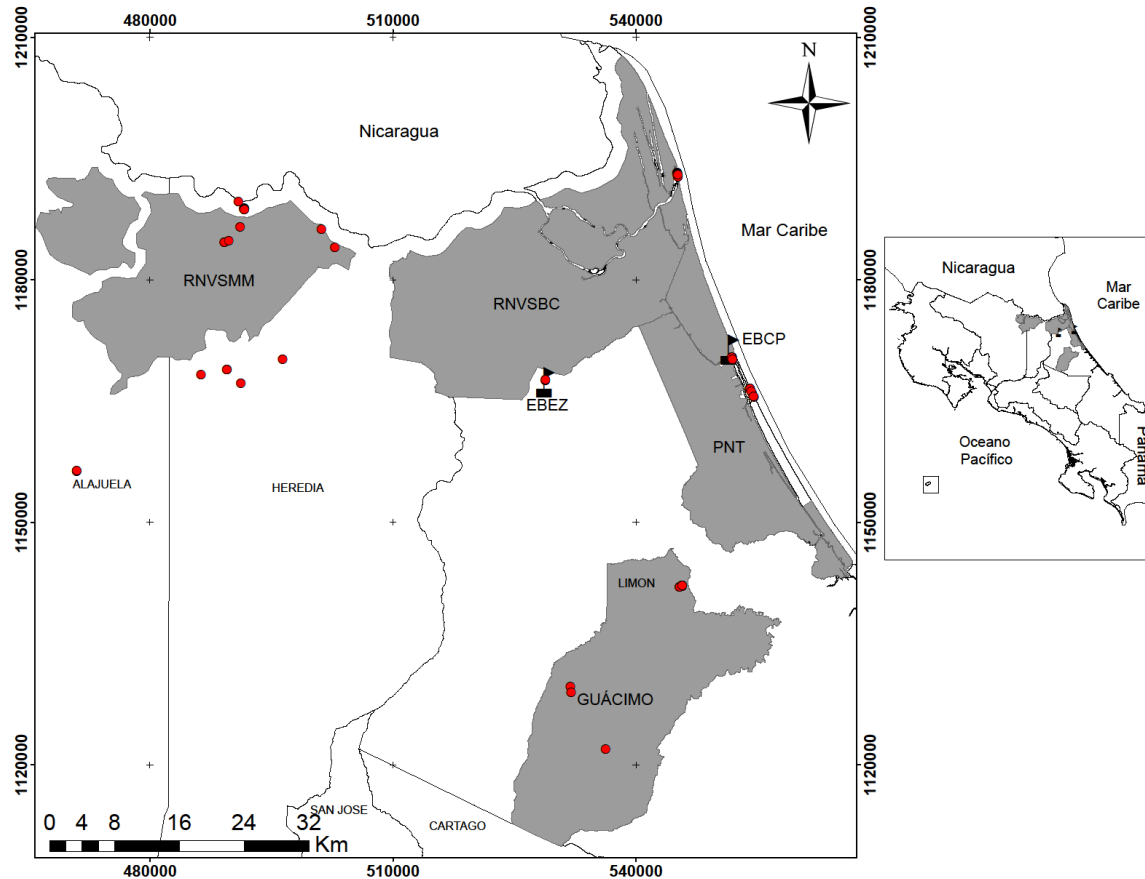 480000 510000 540000
1210000 1210000
N
Nicaragua
Mar Caribe
RNVSMM
1180000 1180000
RNVSBC
EBCP
EBEZ
PNT
ALAJUELA
HEREDIA
1150000 1150000
LIMON
GUÁCIMO
1120000 1120000
SAN JOSE
CARTAGO
0 4 8 16 24 32
Km
480000 510000 540000
Nicaragua
Mar
Caribe
Oceano
Pacífico
Panamá